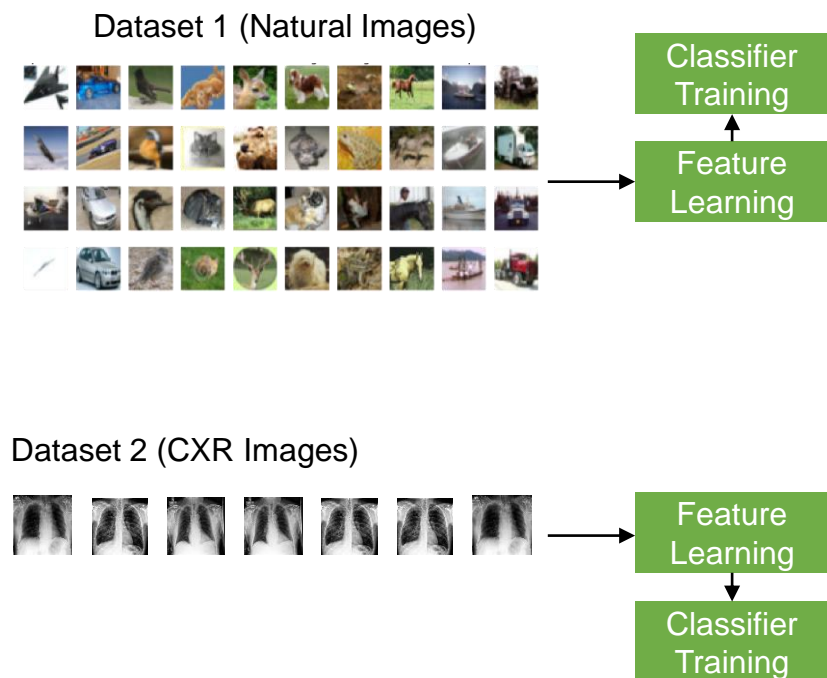 Dataset 1 (Natural Images)
Classifier
Training
Feature
Learning
Dataset 2 (CXR Images)
Feature
Learning
Classifier
Training